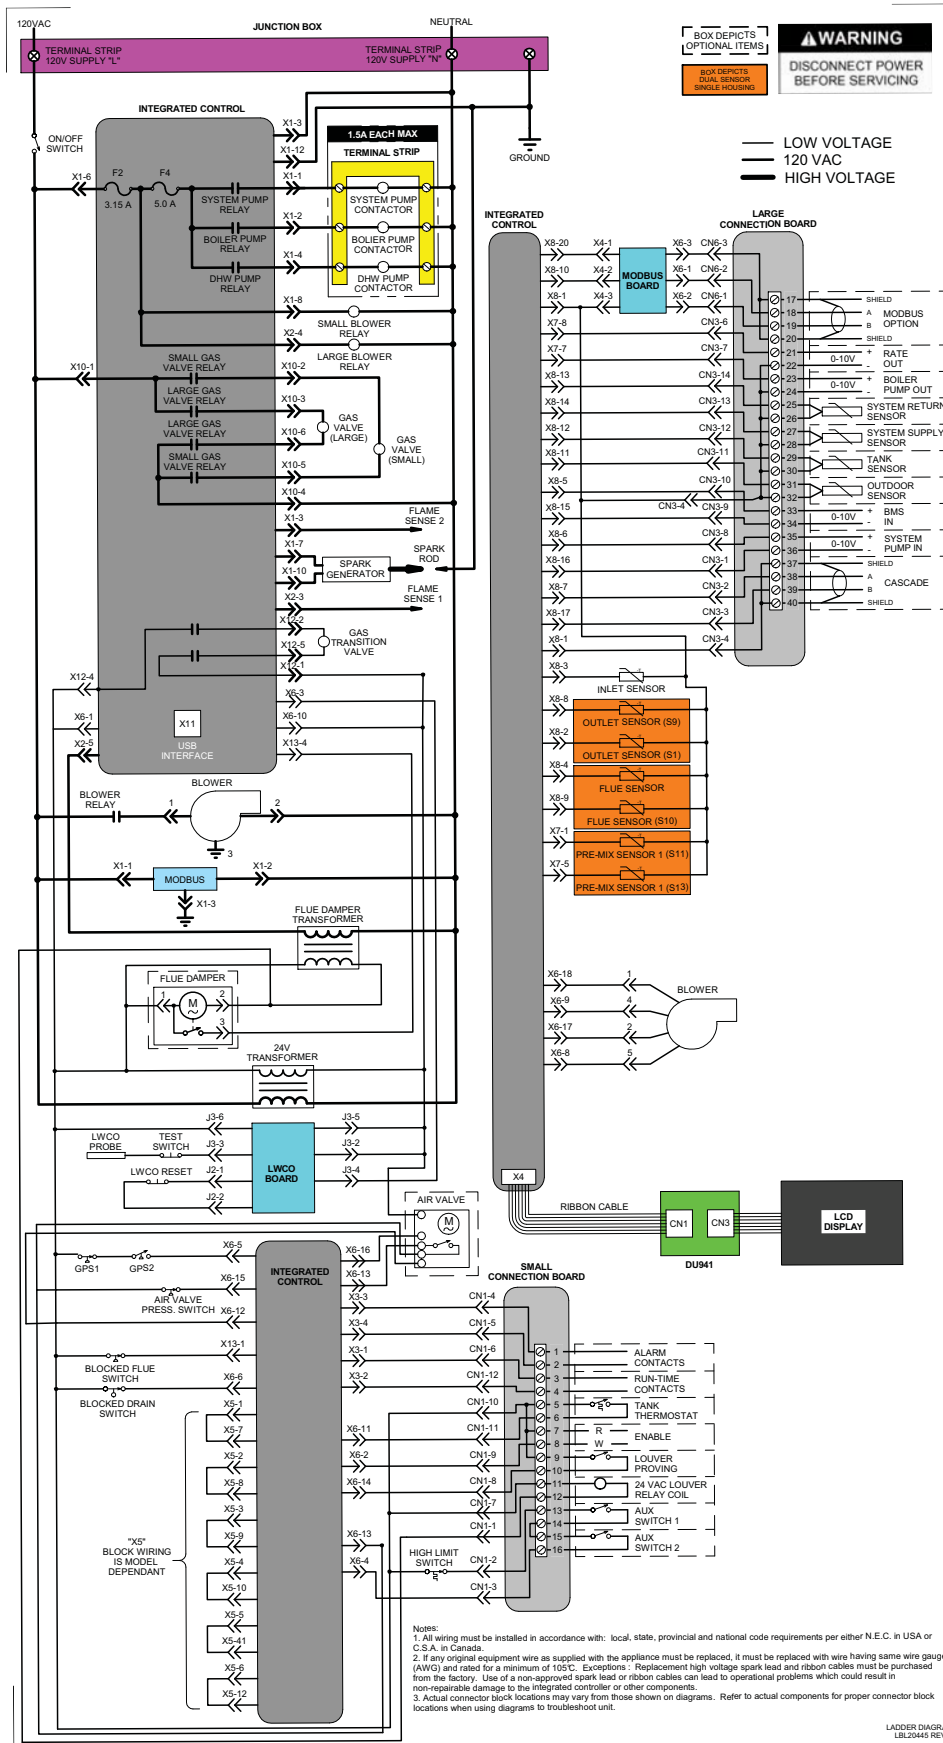 120VAC
JUNCTION BOX
NEUTRAL
TERMINAL STRIP
120V SUPPLY "L"
TERMINAL STRIP
120V SUPPLY "N"
BOX DEPICTS
OPTIONAL ITEMS
BOX DEPICTS
DUAL SENSOR
SINGLE HOUSING
WARNING
DISCONNECT POWER
BEFORE SERVICING
LOW VOLTAGE
120 VAC
HIGH VOLTAGE
GROUND
ON/OFF
SWITCH
INTEGRATED CONTROL
X1-3
X1-12
X1-6
F2
3.15 A
F4
5.0 A
X1-1
SYSTEM PUMP
RELAY
X1-2
BOILER PUMP
RELAY
X1-4
DHW PUMP
RELAY
1.5A EACH MAX
TERMINAL STRIP
SYSTEM PUMP
CONTACTOR
BOLIER PUMP
CONTACTOR
DHW PUMP
CONTACTOR
X1-8
SMALL BLOWER
RELAY
X2-4
LARGE BLOWER
RELAY
X10-1
SMALL GAS
VALVE RELAY
X10-2
LARGE GAS
VALVE RELAY
X10-3
LARGE GAS
VALVE RELAY
X10-6
SMALL GAS
VALVE RELAY
X10-5
X10-4
GAS
VALVE
(LARGE)
GAS
VALVE
(SMALL)
X1-3
FLAME
SENSE 2
X1-7
X1-10
SPARK
GENERATOR
SPARK
ROD
X2-3
FLAME
SENSE 1
X12-2
X12-5
X12-1
GAS
TRANSITION
VALVE
X12-4
X6-3
X6-1
X6-10
X2-5
X13-4
X11
USB
INTERFACE
BLOWER
RELAY
1
BLOWER
2
3
X1-1
MODBUS
X1-2
X1-3
FLUE DAMPER
TRANSFORMER
FLUE DAMPER
1
M
~
2
3
24V
TRANSFORMER
J3-6
J3-5
LWCO
PROBE
TEST
SWITCH
J3-3
J3-2
LWCO RESET
J2-1
J3-4
J2-2
LWCO
BOARD
AIR VALVE
M
~
GPS1
GPS2
X6-5
X6-15
AIR VALVE
PRESS. SWITCH
X6-12
X13-1
BLOCKED FLUE
SWITCH
X6-6
BLOCKED DRAIN
SWITCH
X5-1
X5-7
X5-2
X5-8
X5-3
X5-9
X5-4
X5-10
X5-5
X5-41
X5-6
X5-12
"X5"
BLOCK WIRING
IS MODEL
DEPENDANT
INTEGRATED
CONTROL
X6-16
X6-13
X3-3
X3-4
X3-1
X3-2
X6-11
X6-2
X6-14
X6-13
X6-4
HIGH LIMIT
SWITCH
SMALL
CONNECTION BOARD
CN1-4
CN1-5
CN1-6
CN1-12
CN1-10
CN1-11
CN1-9
CN1-8
CN1-7
CN1-1
CN1-2
CN1-3
1
2
3
4
5
6
7
8
9
10
11
12
13
14
15
16
ALARM
CONTACTS
RUN-TIME
CONTACTS
TANK
THERMOSTAT
R
W
ENABLE
LOUVER
PROVING
24 VAC LOUVER
RELAY COIL
AUX
SWITCH 1
AUX
SWITCH 2
INTEGRATED
CONTROL
LARGE
CONNECTION BOARD
X8-20
X4-1
X6-3
CN6-3
X8-10
X4-2
X6-1
CN6-2
X8-1
X4-3
X6-2
CN6-1
MODBUS
BOARD
X7-8
CN3-6
X7-7
CN3-7
X8-13
CN3-14
X8-14
CN3-13
X8-12
CN3-12
X8-11
CN3-11
X8-5
CN3-10
CN3-4
X8-15
CN3-9
X8-6
CN3-8
X8-16
CN3-1
X8-7
CN3-2
X8-17
CN3-3
X8-1
CN3-4
17
18
19
20
21
22
23
24
25
26
27
28
29
30
31
32
33
34
35
36
37
38
39
40
SHIELD
A
B
SHIELD
MODBUS
OPTION
+
0-10V
-
RATE
OUT
+
0-10V
-
BOILER
PUMP OUT
SYSTEM RETURN
SENSOR
SYSTEM SUPPLY
SENSOR
TANK
SENSOR
OUTDOOR
SENSOR
+
0-10V
-
BMS
IN
+
0-10V
-
SYSTEM
PUMP IN
SHIELD
A
B
SHIELD
CASCADE
X8-3
INLET SENSOR
X8-8
OUTLET SENSOR (S9)
X8-2
OUTLET SENSOR (S1)
X8-4
FLUE SENSOR
X8-9
FLUE SENSOR (S10)
X7-1
PRE-MIX SENSOR 1 (S11)
X7-5
PRE-MIX SENSOR 1 (S13)
X6-18
1
X6-9
4
X6-17
2
X6-8
5
BLOWER
X4
RIBBON CABLE
CN1
CN3
DU941
LCD
DISPLAY
Notes:
1. All wiring must be installed in accordance with: local, state, provincial and national code requirements per either N.E.C. in USA or
C.S.A. in Canada.
2. If any original equipment wire as supplied with the appliance must be replaced, it must be replaced with wire having same wire gauge
(AWG) and rated for a minimum of 105°C. Exceptions : Replacement high voltage spark lead and ribbon cables must be purchased
from the factory. Use of a non-approved spark lead or ribbon cables can lead to operational problems which could result in
non-repairable damage to the integrated controller or other components.
3. Actual connector block locations may vary from those shown on diagrams. Refer to actual components for proper connector block
locations when using diagrams to troubleshoot unit.
LADDER DIAGRA
LBL20445 REV